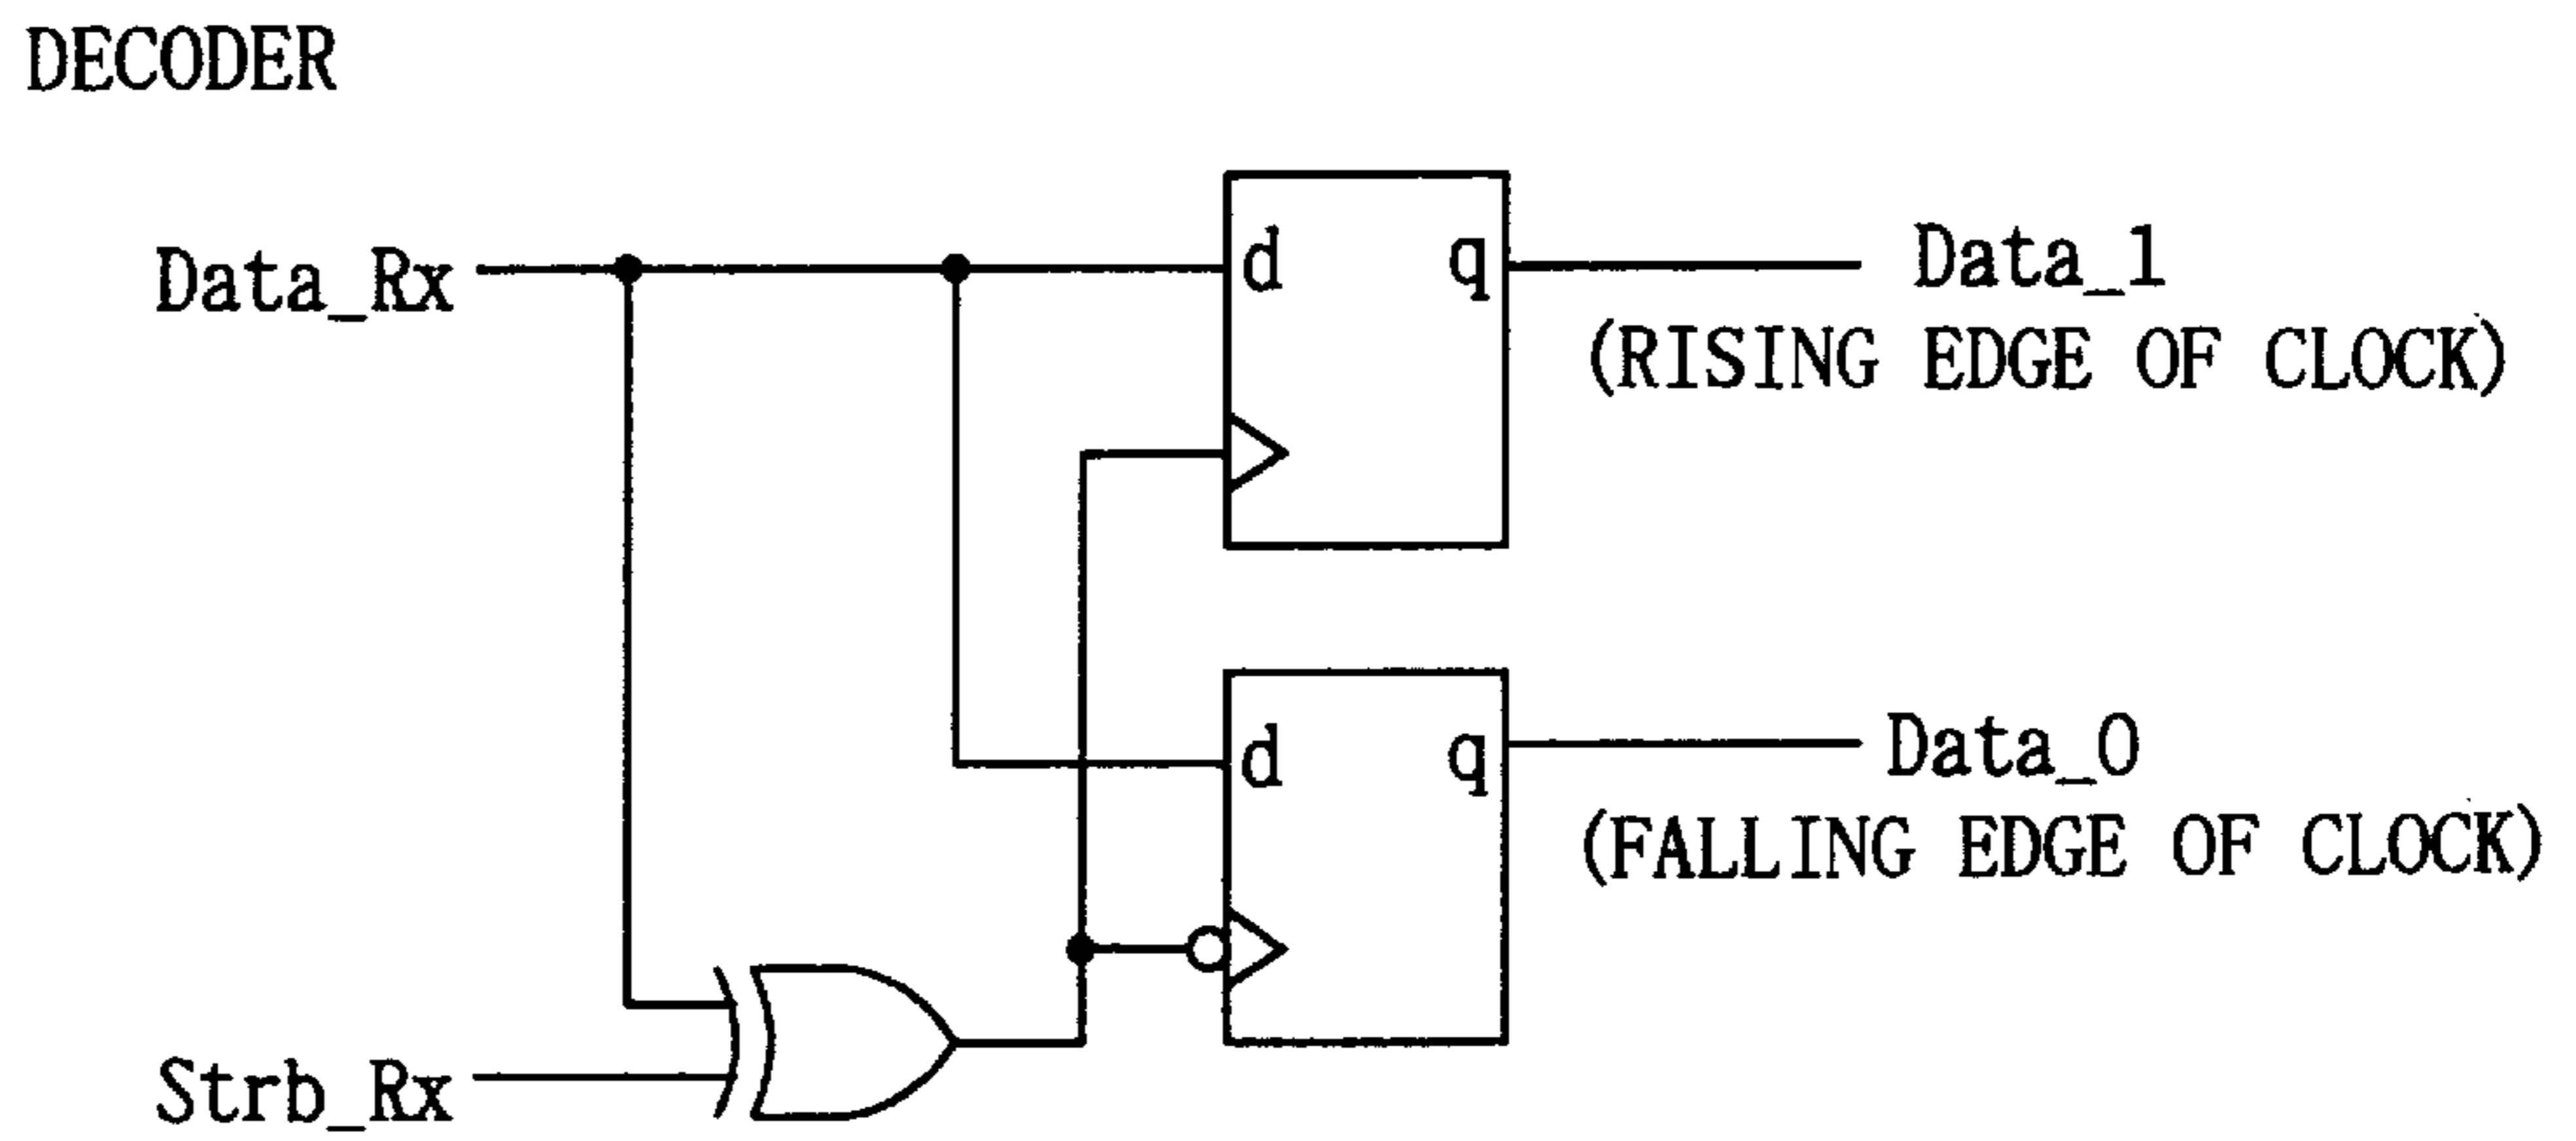 DECODER
Data_Rx
d
q
Data_1
(RISING EDGE OF CLOCK)
d
q
Data_0
(FALLING EDGE OF CLOCK)
Strb_Rx